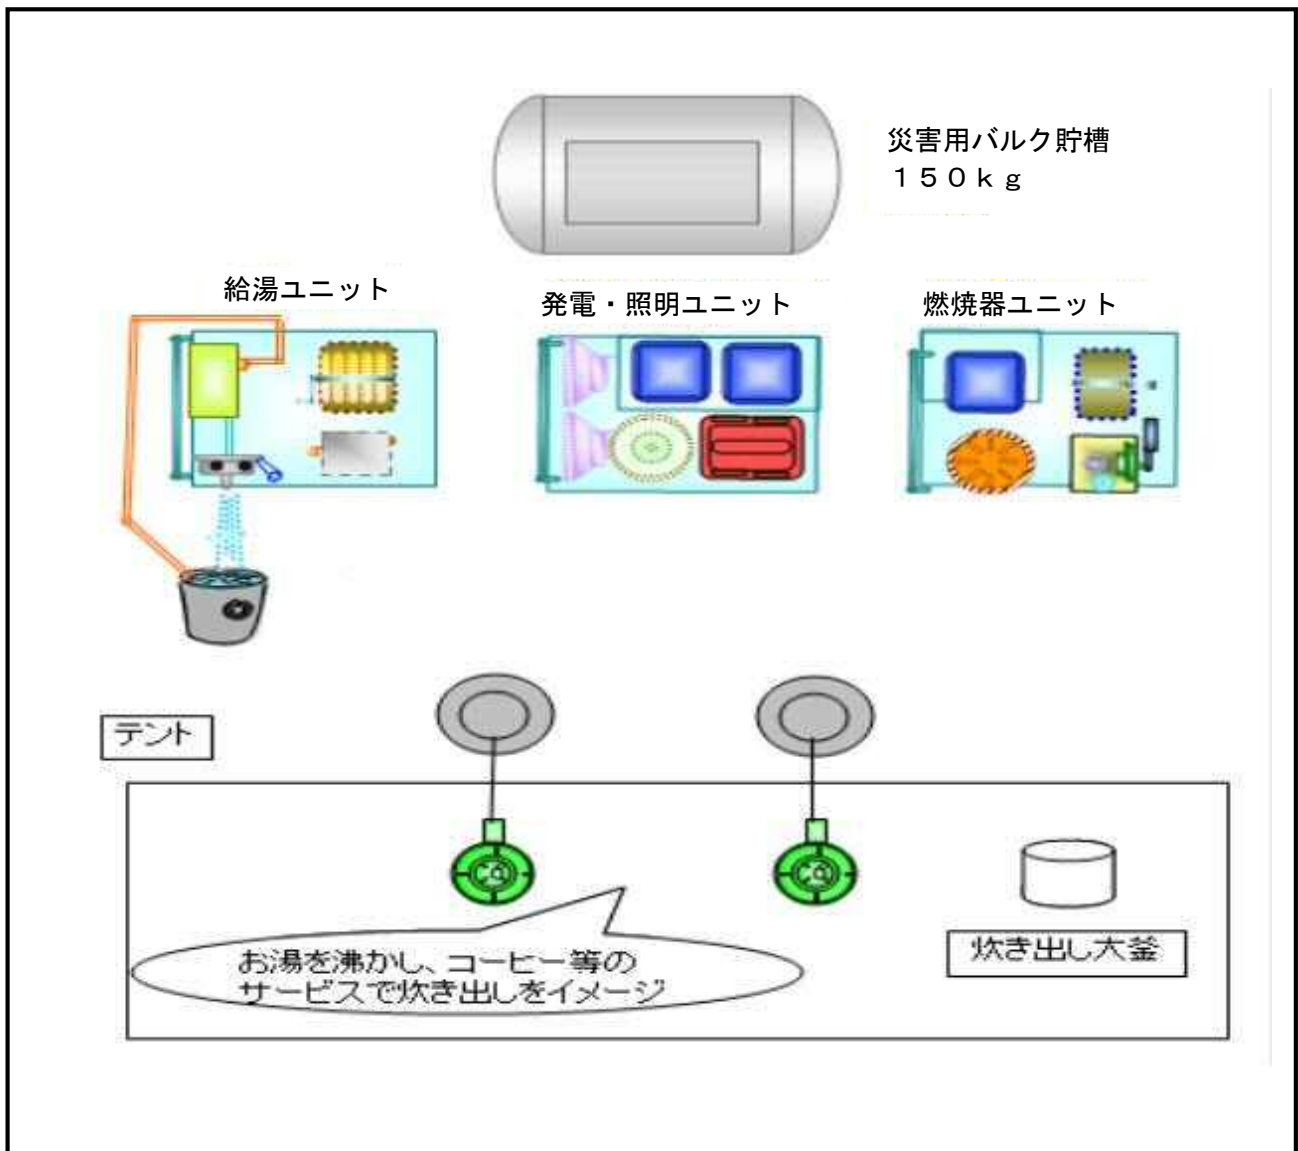 災害用バルク貯槽
１５０ｋｇ
給湯ユニット
発電・照明ユニット
燃焼器ユニット
テント
お湯を沸かし、コーヒー等の
サービスで炊き出しをイメージ
炊き出し大釜